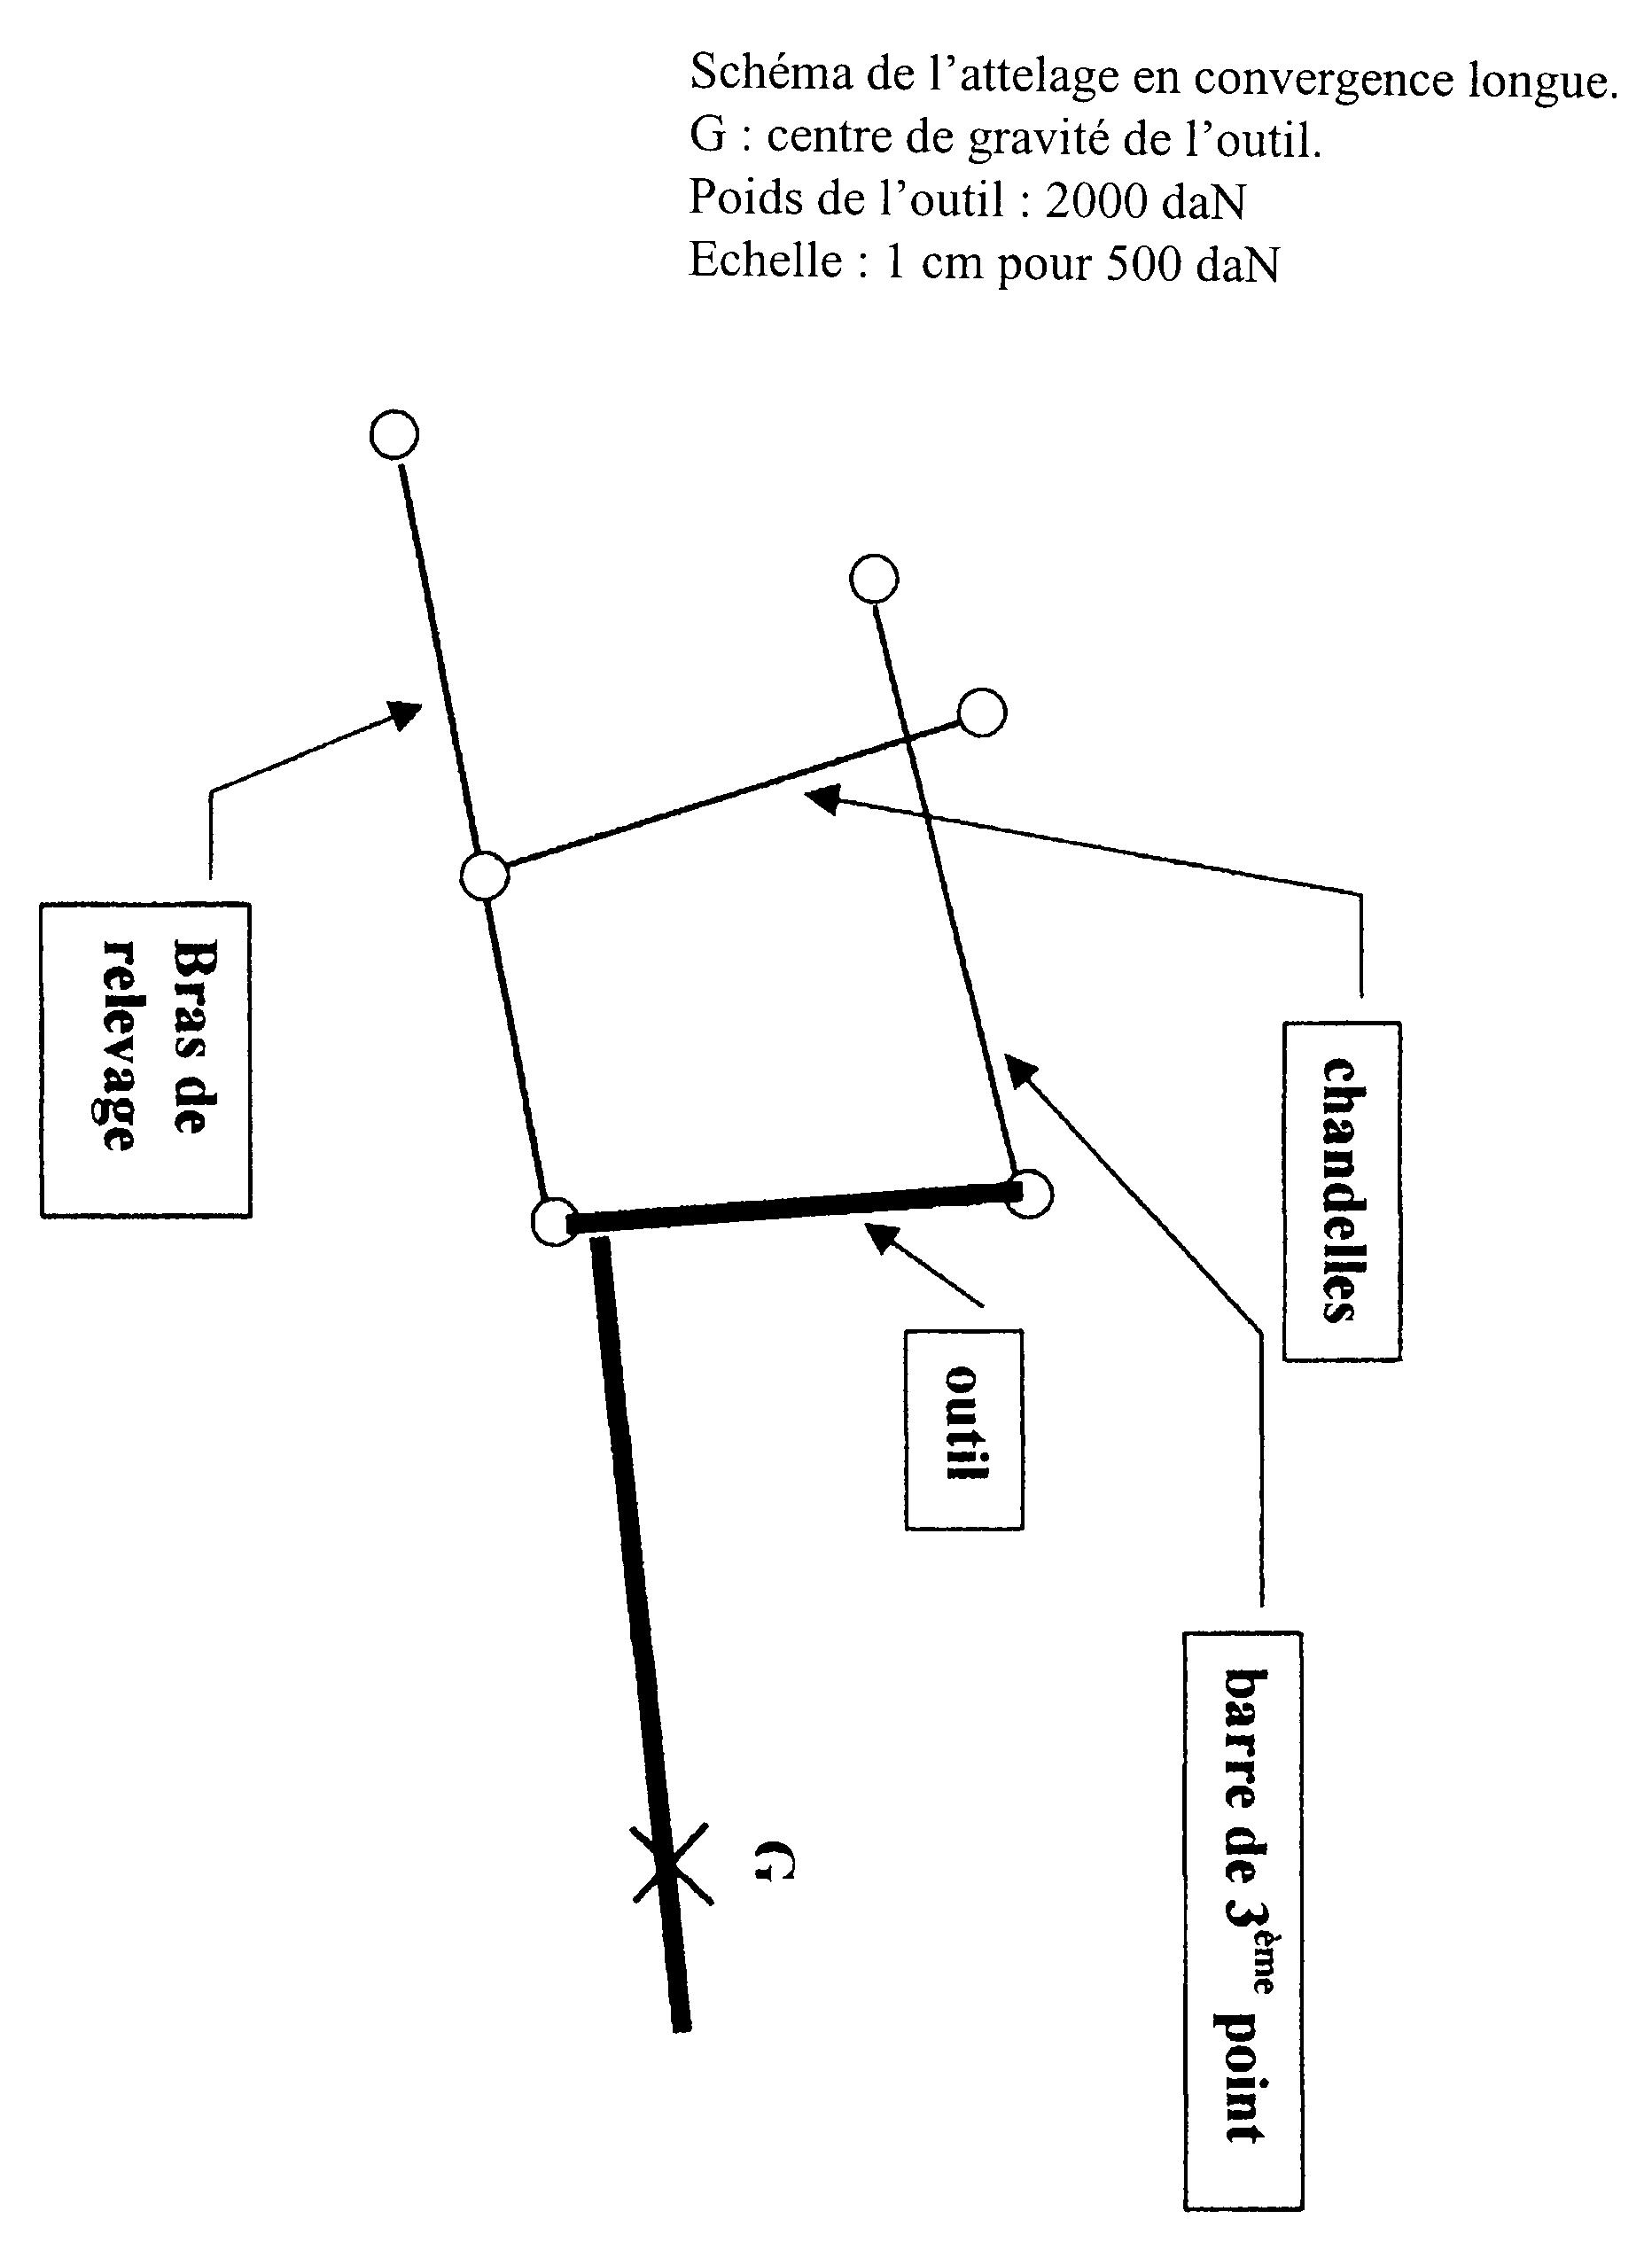 Schéma de l'attelage en convergence longue.
G : centre de gravité de l'outil.
Poids de l'outil : 2000 daN
Echelle : 1 cm pour 500 daN
Bras de
relevage
chandelles
outil
barre de 3ème point
G